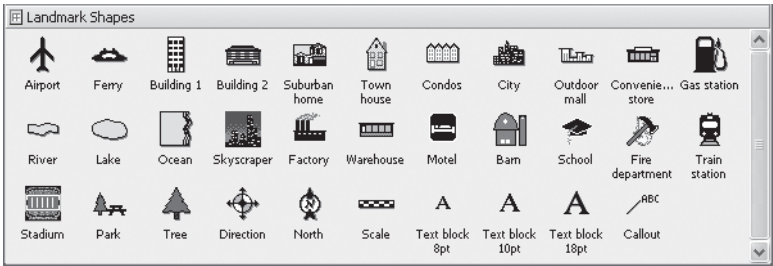 Landmark Shapes
Airport Ferry Building 1 Building 2 Suburban home Town house Condos City Outdoor mall Convenie... store Gas station
River Lake Ocean Skyscraper Factory Warehouse Motel Barn School Fire department Train station
Stadium Park Tree Direction North N Scale A Text block 8pt A Text block 10pt A Text block 18pt ABC Callout